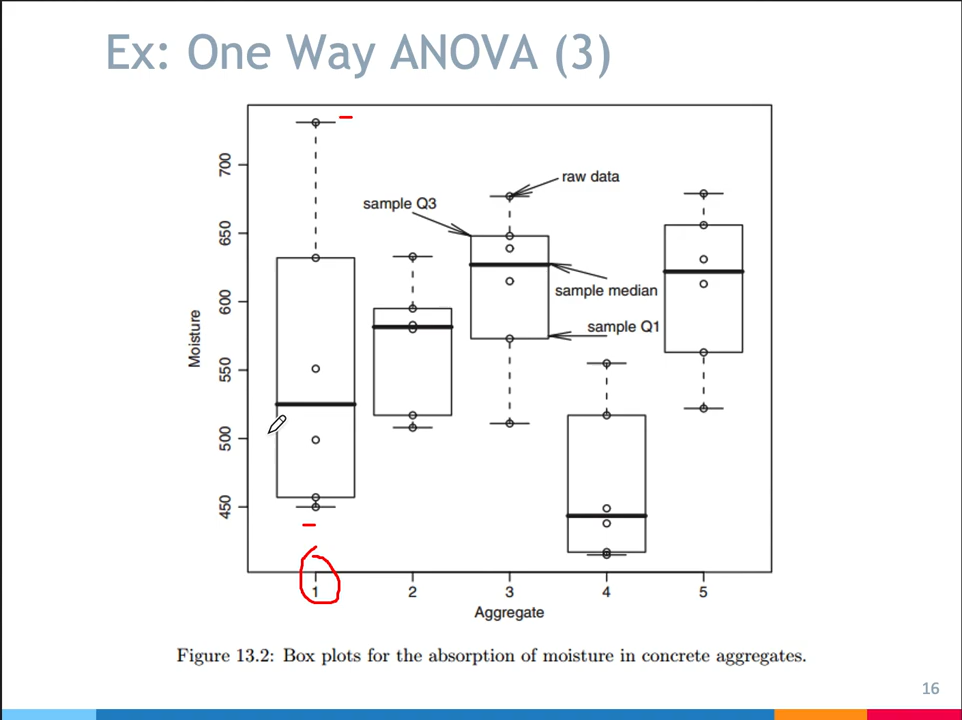 Ex: One Way ANOVA (3)
700
650
600
550
500
450
Moisture
raw data
sample Q3
sample median
sample Q1
1 2 3 4 5
Aggregate
Figure 13.2: Box plots for the absorption of moisture in concrete aggregates.
16